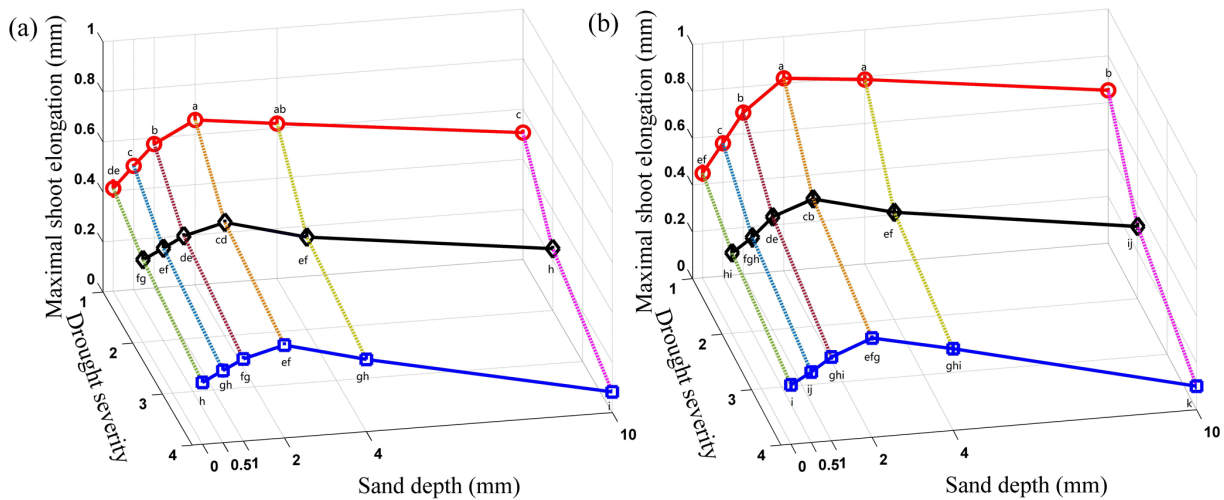 (a)
Maximal shoot elongation (mm)
1
0.8
0.6
0.4
0.2
0
de
c
b
a
ab
c
fg
ef
de
cd
ef
h
h
gh
fg
ef
gh
i
1
2
3
4
Drought severity
0
0.5
1
2
4
10
Sand depth (mm)
(b)
Maximal shoot elongation (mm)
1
0.8
0.6
0.4
0.2
0
ef
c
b
a
a
b
hi
fgh
de
cb
ef
ij
i
ij
ghi
efg
ghi
k
1
2
3
4
Drought severity
0
0.5
1
2
4
10
Sand depth (mm)